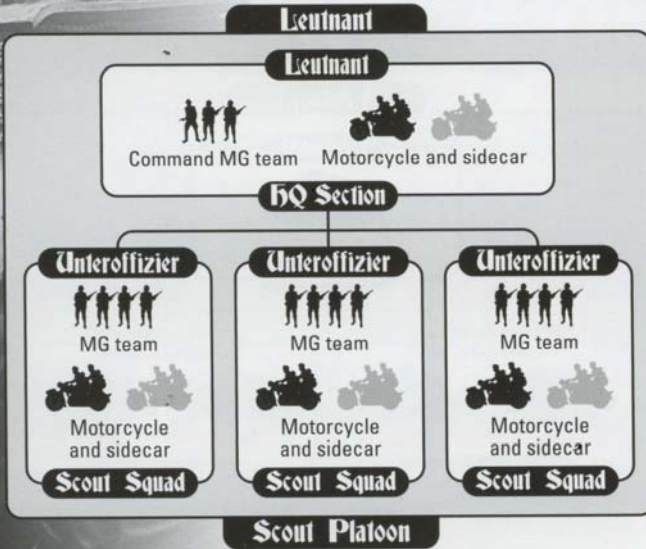 Leutnant
Leutnant
Command MG team
Motorcycle and sidecar
HQ Section
Unteroffizier
MG team
Motorcycle
and sidecar
Scout Squad
Unteroffizier
MG team
Motorcycle
and sidecar
Scout Squad
Unteroffizier
MG team
Motorcycle
and sidecar
Scout Squad
Scout Platoon